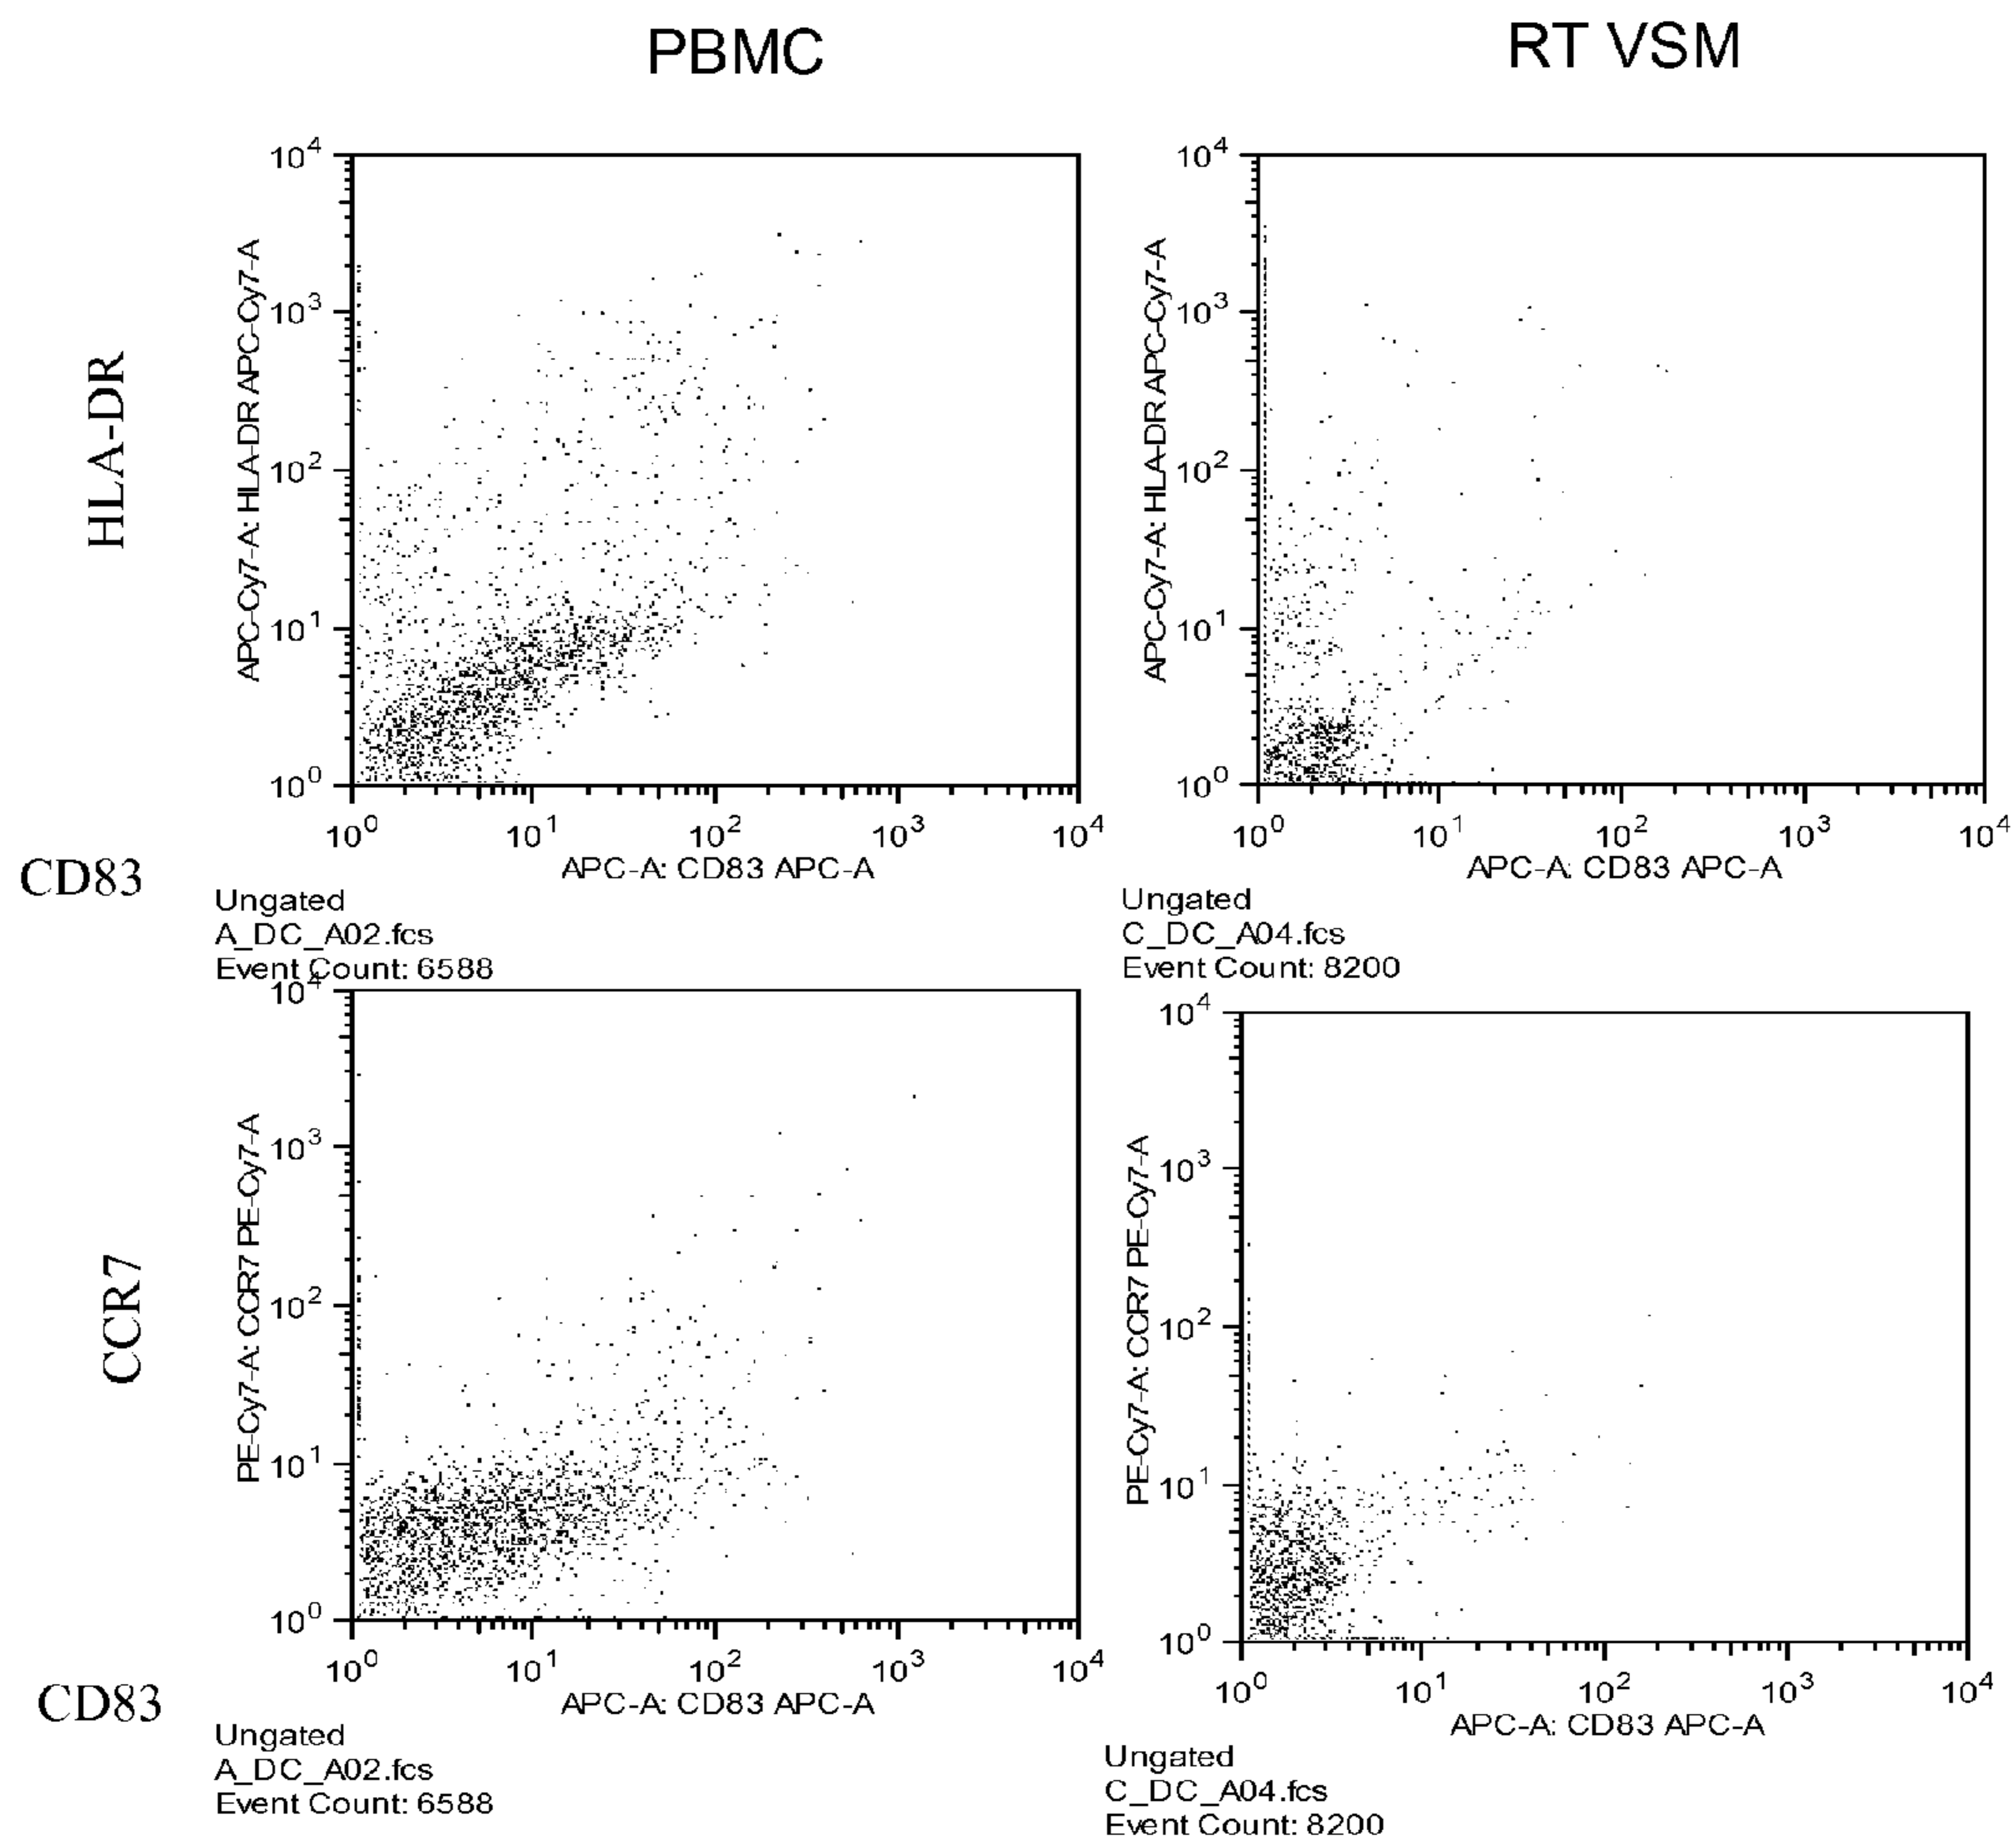 PBMC
RT VSM
HLA-DR
APC-Cy7-A: HLA-DR APC-Cy7-A
10^4
10^3
10^2
10^1
10^0
10^0 10^1 10^2 10^3 10^4
APC-A: CD83 APC-A
CD83
Ungated
A_DC_A02.fcs
Event Count: 6588
APC-Cy7-A: HLA-DR APC-Cy7-A
10^4
10^3
10^2
10^1
10^0
10^0 10^1 10^2 10^3 10^4
APC-A: CD83 APC-A
Ungated
C_DC_A04.fcs
Event Count: 8200
CCR7
PE-Cy7-A: CCR7 PE-Cy7-A
10^4
10^3
10^2
10^1
10^0
10^0 10^1 10^2 10^3 10^4
APC-A: CD83 APC-A
CD83
Ungated
A_DC_A02.fcs
Event Count: 6588
PE-Cy7-A: CCR7 PE-Cy7-A
10^4
10^3
10^2
10^1
10^0
10^0 10^1 10^2 10^3 10^4
APC-A: CD83 APC-A
Ungated
C_DC_A04.fcs
Event Count: 8200